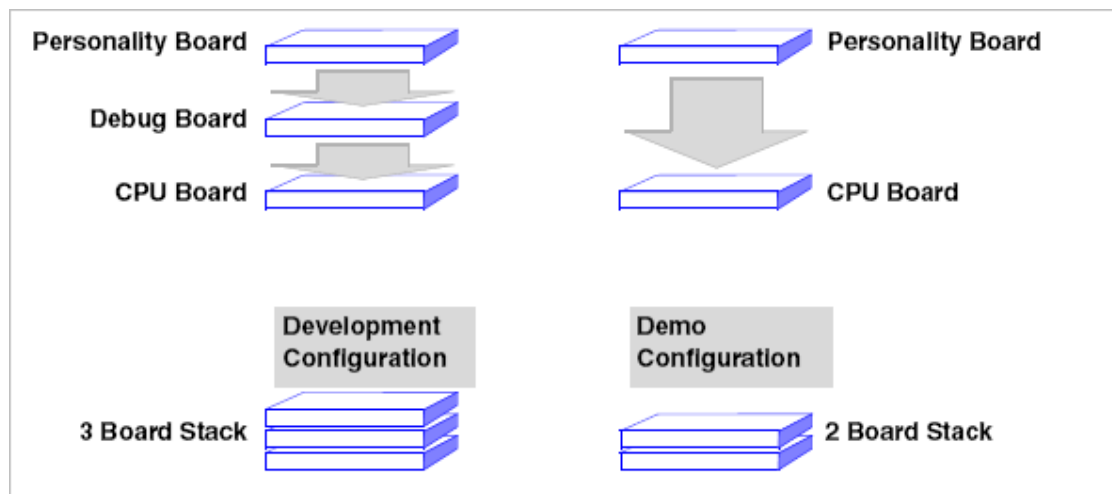 Personality Board
Debug Board
CPU Board
Personality Board
CPU Board
Development
Configuration
3 Board Stack
Demo
Configuration
2 Board Stack